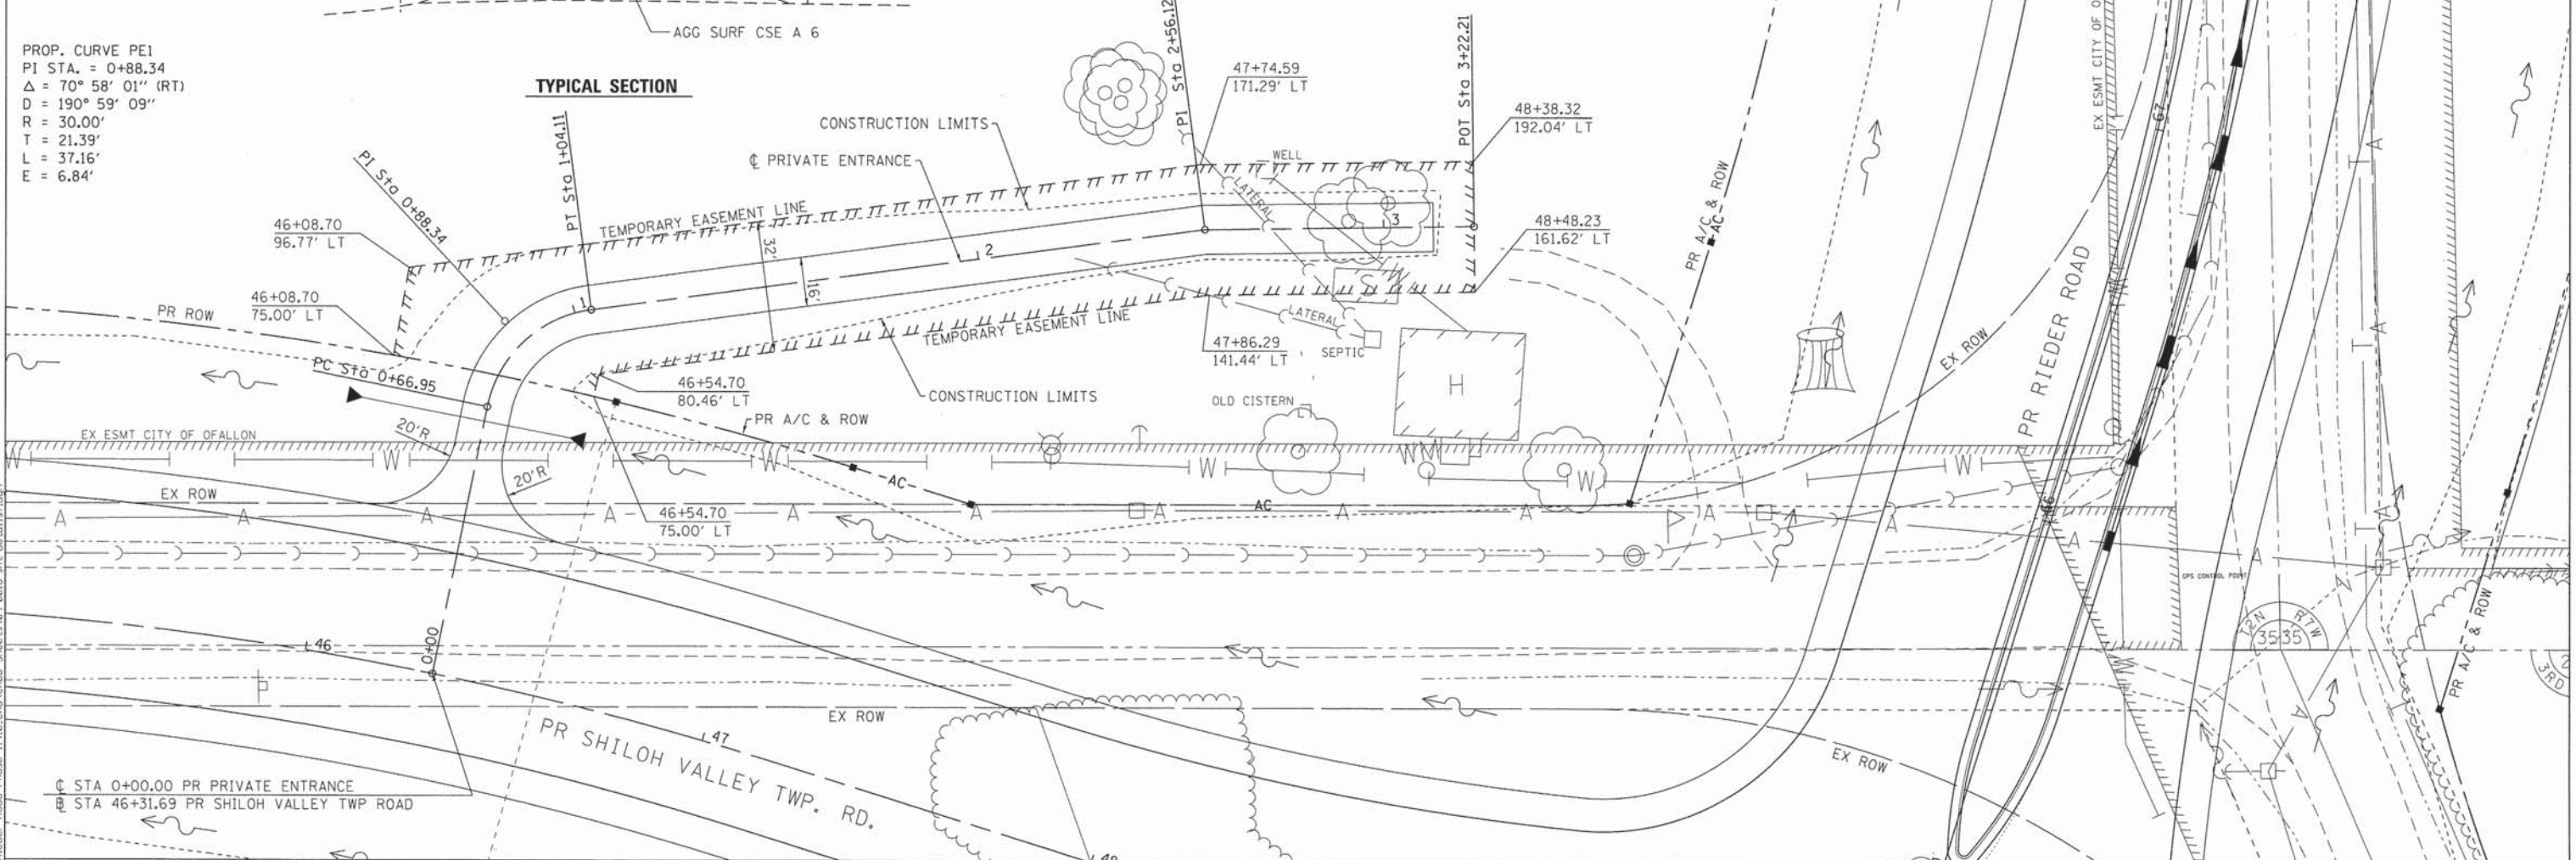 AGG SURF CSE A 6
TYPICAL SECTION
PROP. CURVE PE1
PI STA. = 0+88.34
Δ = 70° 58' 01" (RT)
D = 190° 59' 09"
R = 30.00'
T = 21.39'
L = 37.16'
E = 6.84'
PI Sta 0+88.34
PT Sta 1+04.11
PI Sta 2+56.12
POT Sta 3+22.21
47+74.59
171.29' LT
48+38.32
192.04' LT
CONSTRUCTION LIMITS
℄ PRIVATE ENTRANCE
WELL
LATERAL
TEMPORARY EASEMENT LINE
46+08.70
96.77' LT
46+08.70
75.00' LT
48+48.23
161.62' LT
32'
16'
1
2
3
S
PR ROW
PC Sta 0+66.95
TEMPORARY EASEMENT LINE
LATERAL
SEPTIC
47+86.29
141.44' LT
46+54.70
80.46' LT
CONSTRUCTION LIMITS
OLD CISTERN
H
PR A/C & ROW
PR A/C & ROW
AC
EX ROW
PR RIEDER ROAD
EX ESMT CITY OF O
67
66
EX ESMT CITY OF OFALLON
20'R
20'R
W W W W W W W
EX ROW
AC
AC
A A A A A A A A A A A A A
46+54.70
75.00' LT
GPS CONTROL POINT
T2N R7W
35 35
3RD
PR A/C & ROW
46
0+00
47
48
EX ROW
EX ROW
PR SHILOH VALLEY TWP. RD.
℄ STA 0+00.00 PR PRIVATE ENTRANCE
STA 46+31.69 PR SHILOH VALLEY TWP ROAD